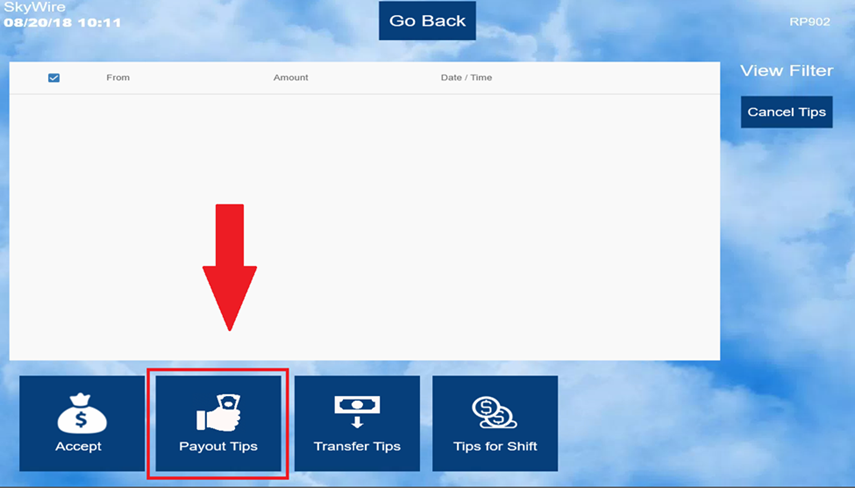 SkyWire
08/20/18 10:11
Go Back
RP902
From Amount Date / Time
View Filter
Cancel Tips
Accept
Payout Tips
Transfer Tips
Tips for Shift